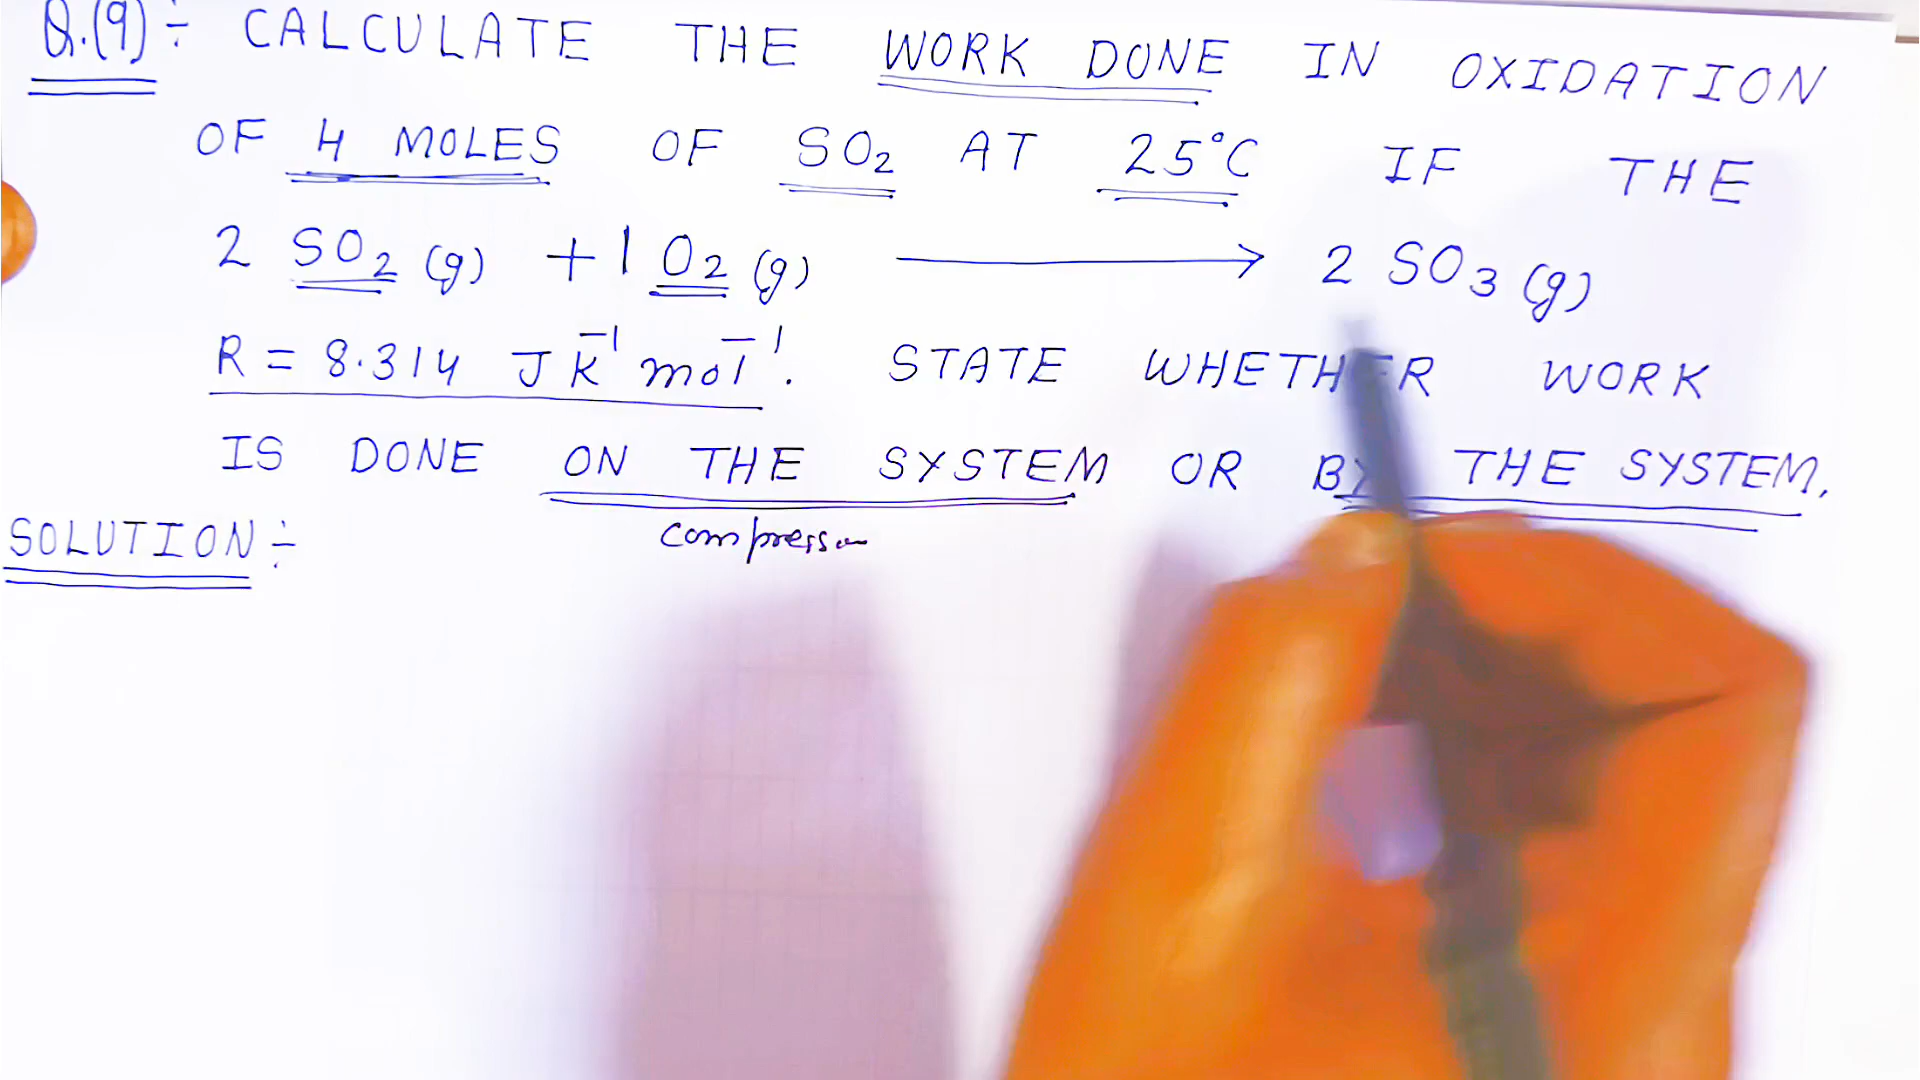 Q.(9)÷ CALCULATE THE WORK DONE IN OXIDATION
OF 4 MOLES OF SO₂ AT 25°C IF THE
2 SO₂ (g) + 1 O₂ (g) ⟶ 2 SO₃ (g)
R = 8.314 J K⁻¹ mol⁻¹. STATE WHETHER WORK
IS DONE ON THE SYSTEM OR BY THE SYSTEM.
SOLUTION÷